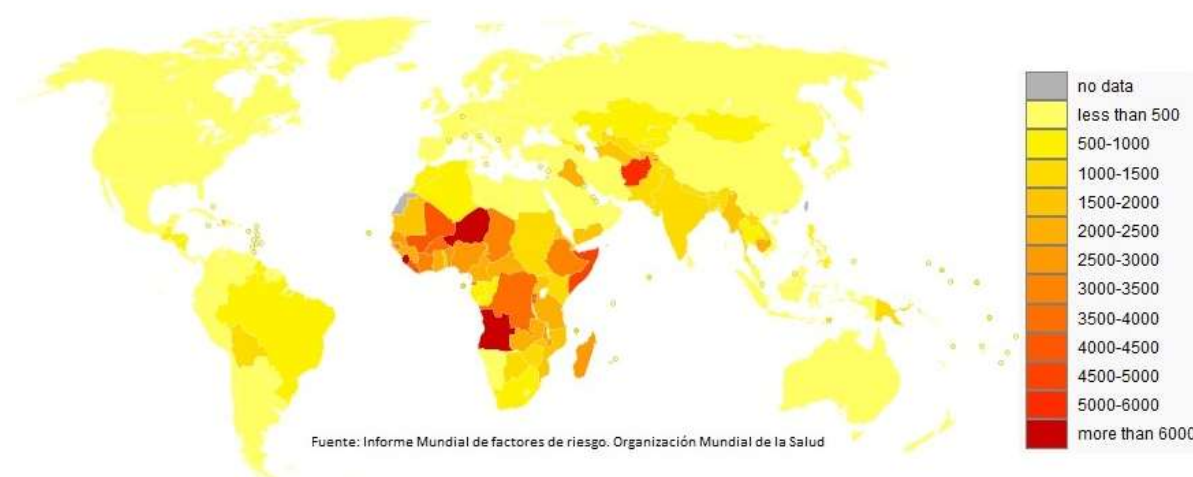 no data
less than 500
500-1000
1000-1500
1500-2000
2000-2500
2500-3000
3000-3500
3500-4000
4000-4500
4500-5000
5000-6000
more than 6000
Fuente: Informe Mundial de factores de riesgo. Organización Mundial de la Salud